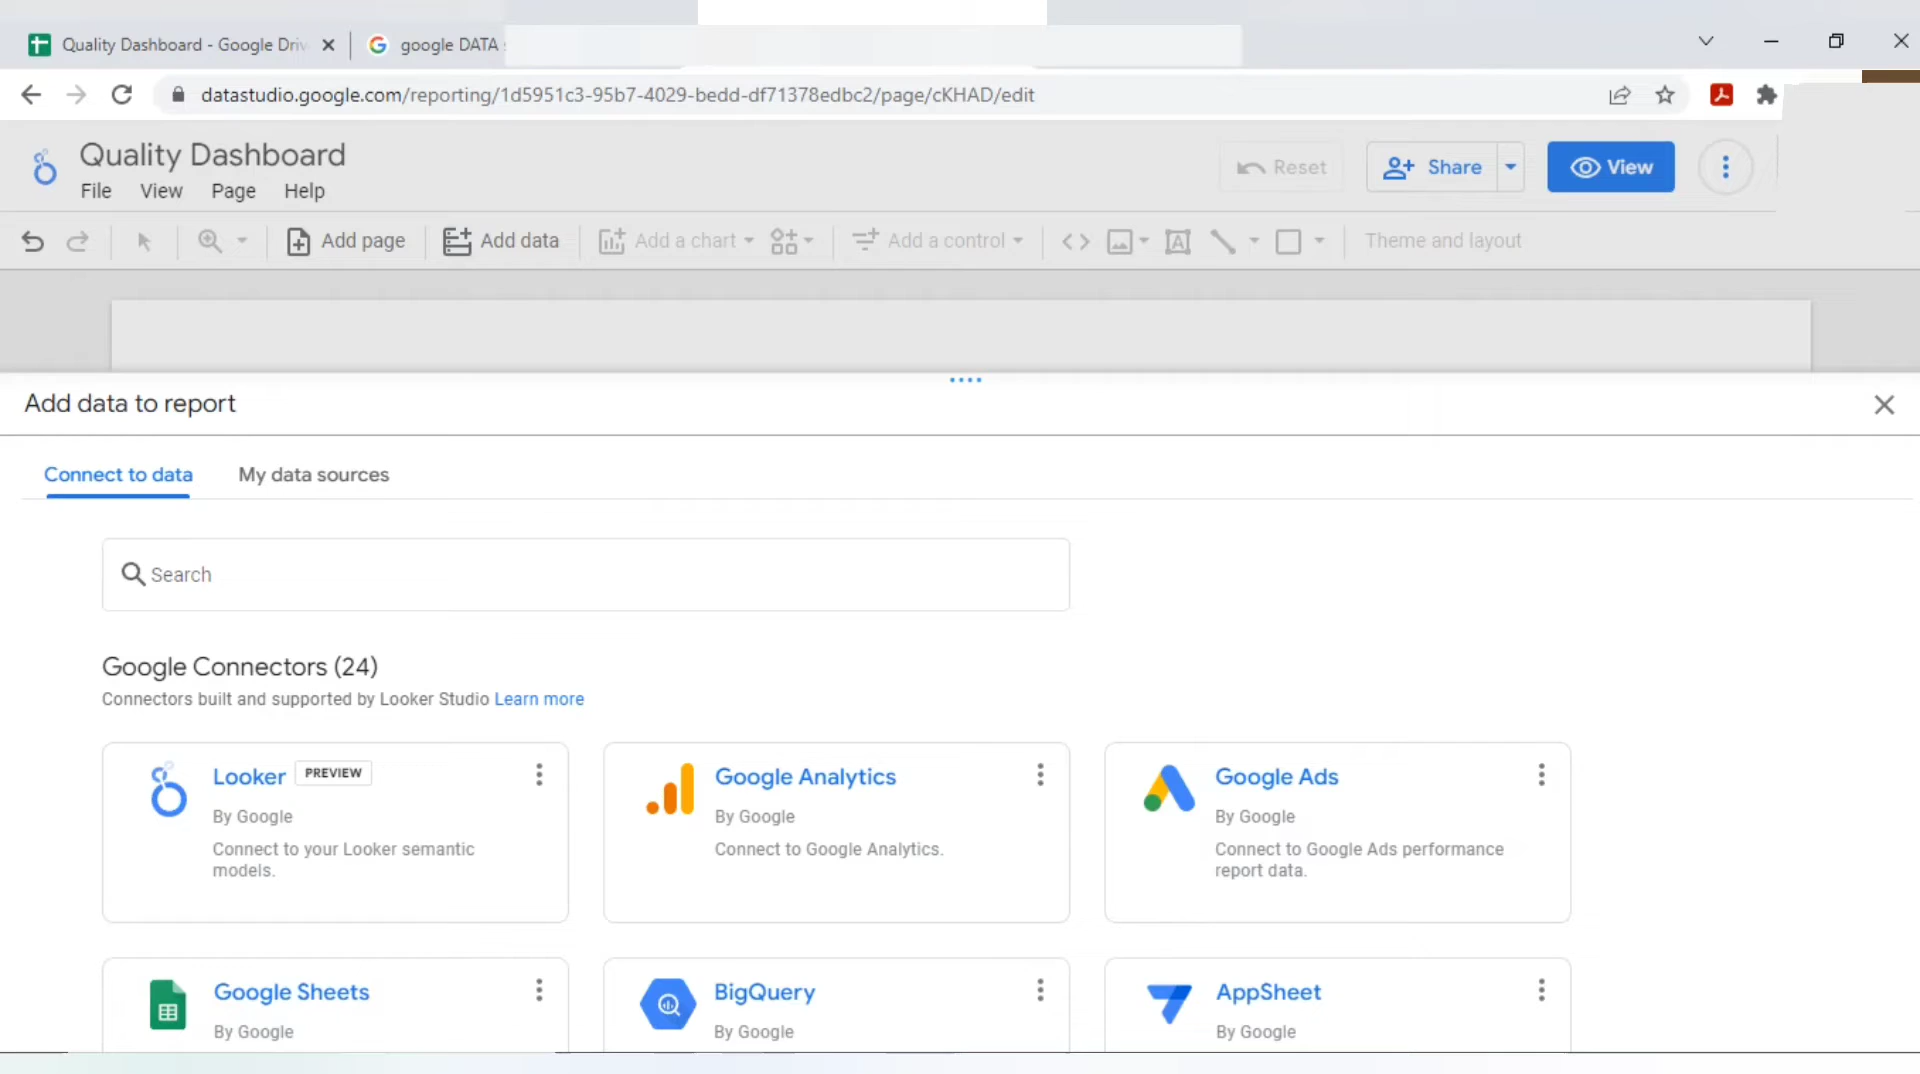 Quality Dashboard - Google Driv
google DATA
datastudio.google.com/reporting/1d5951c3-95b7-4029-bedd-df71378edbc2/page/cKHAD/edit
Quality Dashboard
File View Page Help
Reset
Share
View
Add page
Add data
Add a chart
Add a control
Theme and layout
Add data to report
Connect to data
My data sources
Search
Google Connectors (24)
Connectors built and supported by Looker Studio Learn more
Looker PREVIEW
By Google
Connect to your Looker semantic
models.
Google Analytics
By Google
Connect to Google Analytics.
Google Ads
By Google
Connect to Google Ads performance
report data.
Google Sheets
By Google
BigQuery
By Google
AppSheet
By Google